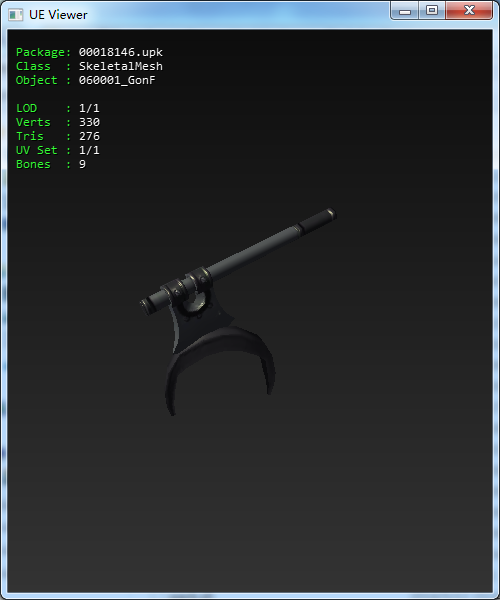 UE Viewer
Package: 00018146.upk
Class : SkeletalMesh
Object : 060001_GonF
LOD : 1/1
Verts : 330
Tris : 276
UV Set : 1/1
Bones : 9